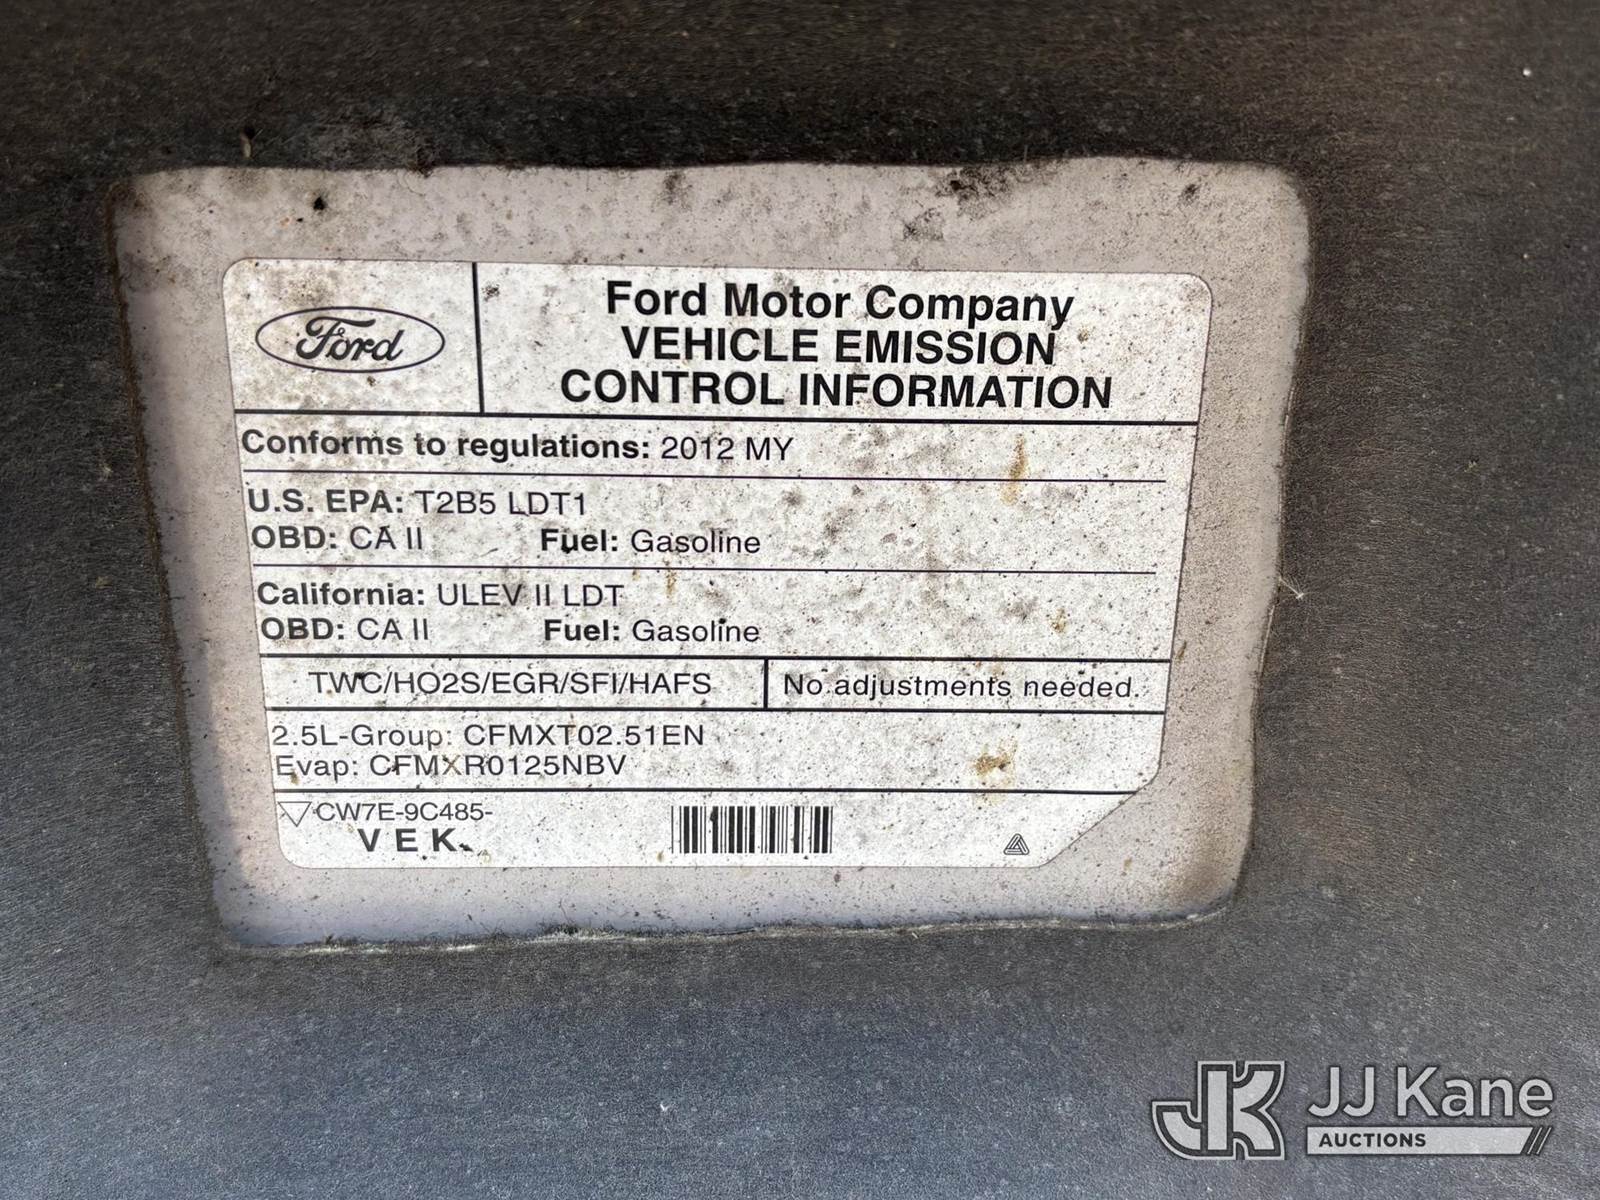 Ford
Ford Motor Company
VEHICLE EMISSION
CONTROL INFORMATION
Conforms to regulations: 2012 MY
U.S. EPA: T2B5 LDT1
OBD: CA II Fuel: Gasoline
California: ULEV II LDT
OBD: CA II Fuel: Gasoline
TWC/HO2S/EGR/SFI/HAFS No adjustments needed.
2.5L-Group: CFMXT02.51EN
Evap: CFMXR0125NBV
CW7E-9C485-
V E K
JK JJ Kane
AUCTIONS